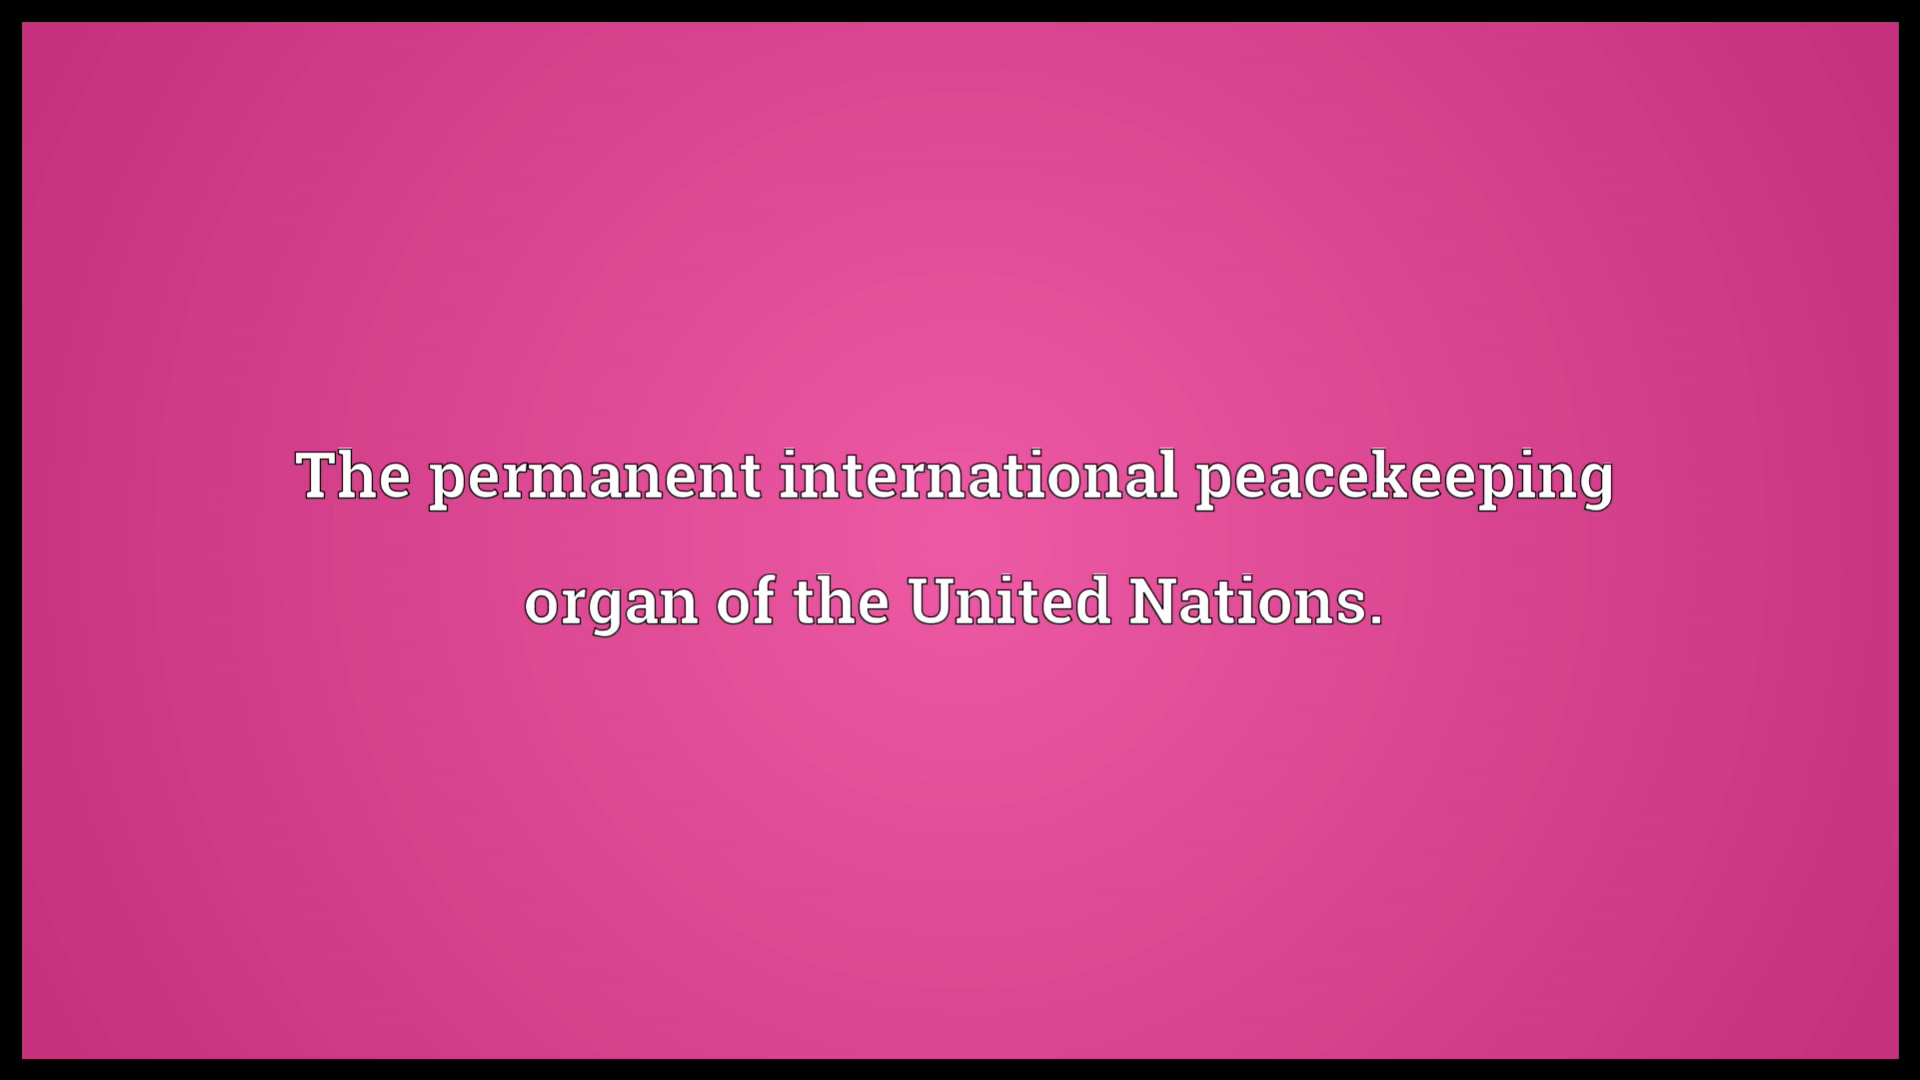 The permanent international peacekeeping
organ of the United Nations.